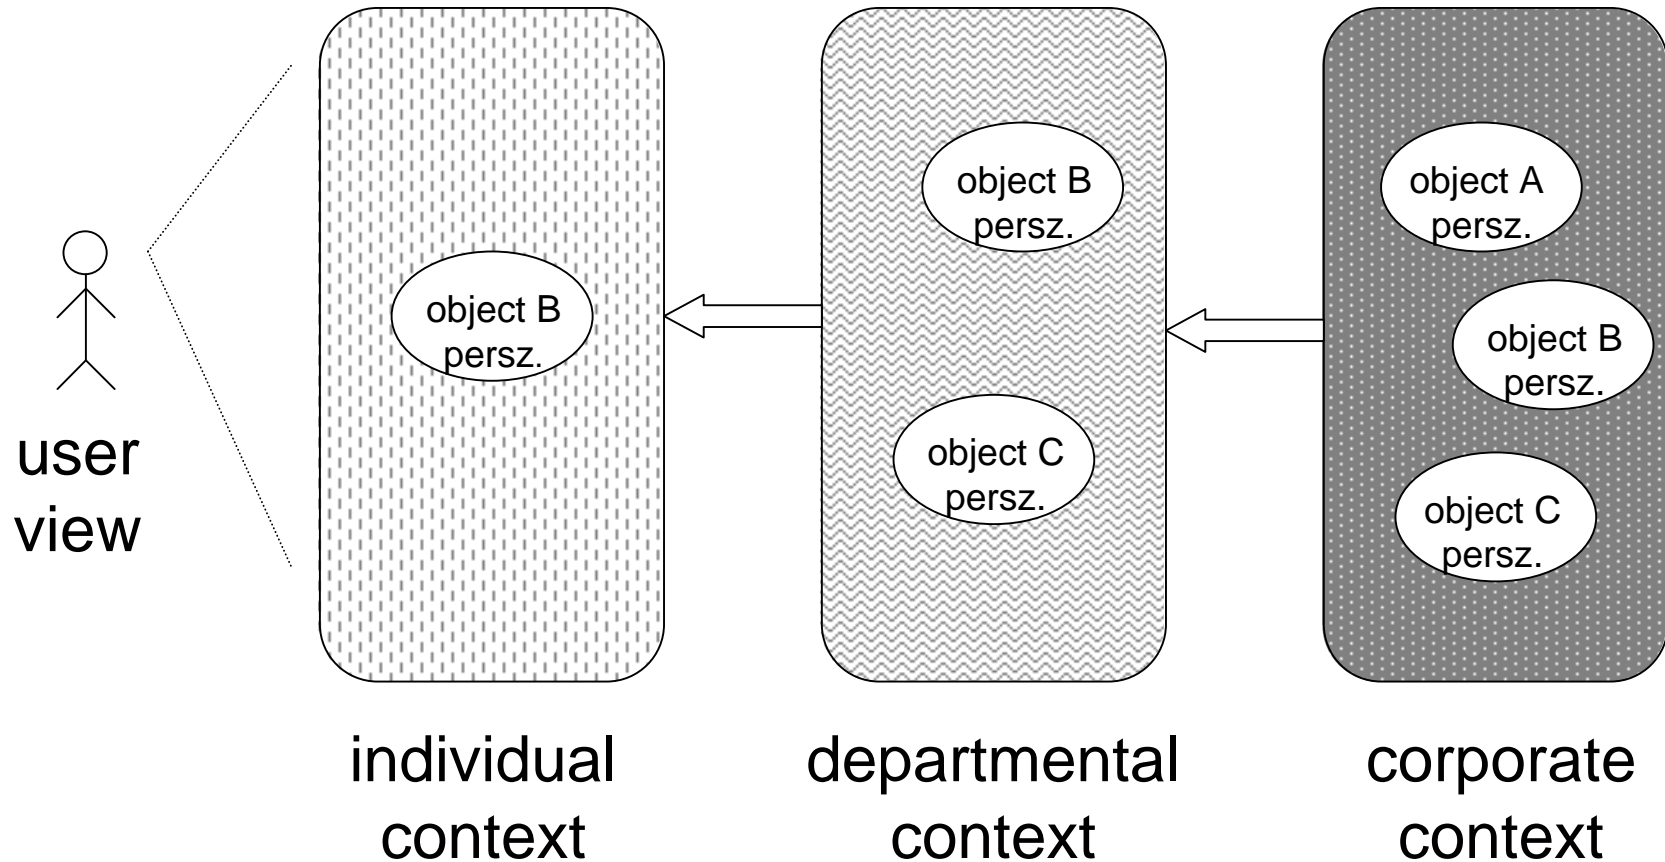 user
view
object B
persz.
individual
context
object B
persz.
object C
persz.
departmental
context
object A
persz.
object B
persz.
object C
persz.
corporate
context